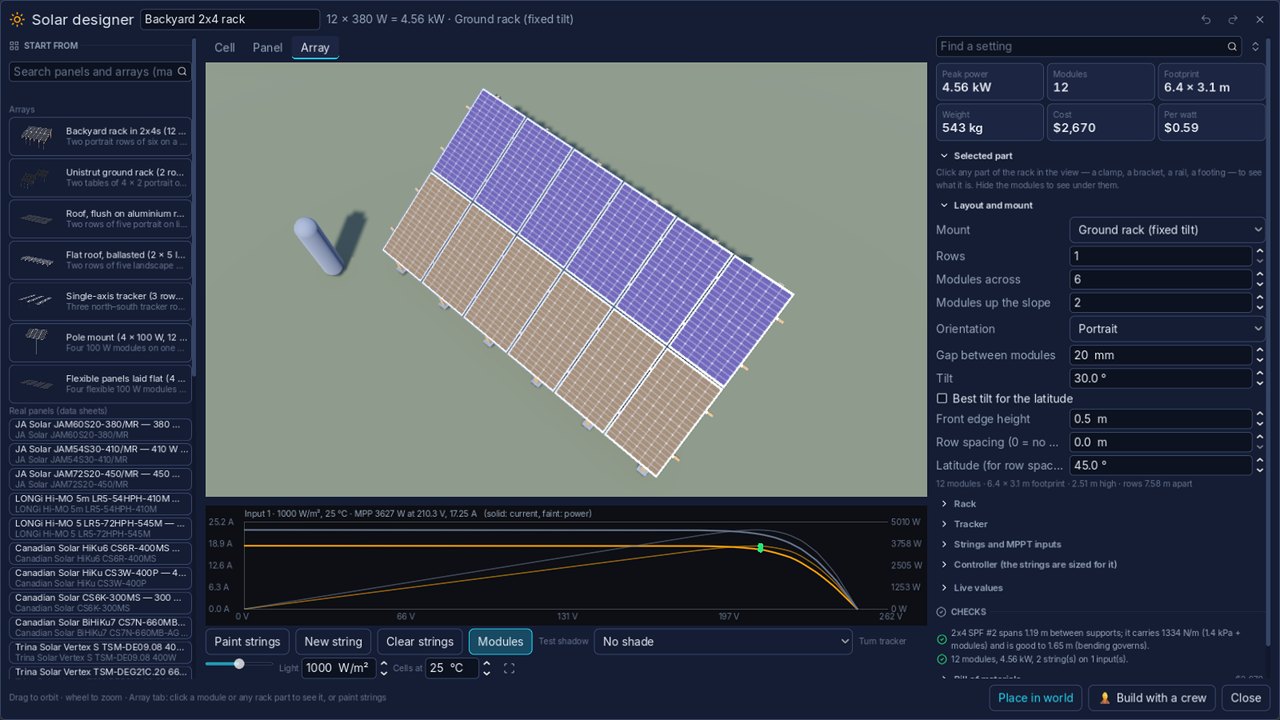 Solar designer
Backyard 2x4 rack
12 × 380 W = 4.56 kW · Ground rack (fixed tilt)
START FROM
Search panels and arrays (ma
Arrays
Backyard rack in 2x4s (12 ...
Two portrait rows of six on a ...
Unistrut ground rack (2 ro...
Two tables of 4 × 2 portrait o...
Roof, flush on aluminium r...
Two rows of five portrait on li...
Flat roof, ballasted (2 × 5 l...
Two rows of five landscape ...
Single-axis tracker (3 row...
Three north–south tracker ro...
Pole mount (4 × 100 W, 12 ...
Four 100 W modules on one ...
Flexible panels laid flat (4 ...
Four flexible 100 W modules ...
Real panels (data sheets)
JA Solar JAM60S20-380/MR — 380 ...
JA Solar JAM60S20-380/MR
JA Solar JAM54S30-410/MR — 410 W ...
JA Solar JAM54S30-410/MR
JA Solar JAM72S20-450/MR — 450 ...
JA Solar JAM72S20-450/MR
LONGi Hi-MO 5m LR5-54HPH-410M ...
LONGi Hi-MO 5m LR5-54HPH-410M
LONGi Hi-MO 5 LR5-72HPH-545M — ...
LONGi Hi-MO 5 LR5-72HPH-545M
Canadian Solar HiKu6 CS6R-400MS ...
Canadian Solar HiKu6 CS6R-400MS
Canadian Solar HiKu CS3W-400P — 4...
Canadian Solar HiKu CS3W-400P
Canadian Solar CS6K-300MS — 300 ...
Canadian Solar CS6K-300MS
Canadian Solar BiHiKu7 CS7N-660MB...
Canadian Solar BiHiKu7 CS7N-660MB-AG ...
Trina Solar Vertex S TSM-DE09.08 ...
Trina Solar Vertex S TSM-DE09.08 400W
Trina Solar Vertex TSM-DEG21C.20 66...
Cell
Panel
Array
Input 1 · 1000 W/m², 25 °C · MPP 3627 W at 210.3 V, 17.25 A (solid: current, faint: power)
25.2 A
18.9 A
12.6 A
6.3 A
0.0 A
5010 W
3758 W
2505 W
1253 W
0 W
0 V
66 V
131 V
197 V
262 V
Paint strings
New string
Clear strings
Modules
Test shadow
No shade
Turn tracker
Light
1000 W/m²
Cells at
25 °C
Find a setting
Peak power
4.56 kW
Modules
12
Footprint
6.4 × 3.1 m
Weight
543 kg
Cost
$2,670
Per watt
$0.59
Selected part
Click any part of the rack in the view — a clamp, a bracket, a rail, a footing — to see
what it is. Hide the modules to see under them.
Layout and mount
Mount
Ground rack (fixed tilt)
Rows
1
Modules across
6
Modules up the slope
2
Orientation
Portrait
Gap between modules
20 mm
Tilt
30.0 °
Best tilt for the latitude
Front edge height
0.5 m
Row spacing (0 = no ...
0.0 m
Latitude (for row spac...
45.0 °
12 modules · 6.4 × 3.1 m footprint · 2.51 m high · rows 7.58 m apart
Rack
Tracker
Strings and MPPT inputs
Controller (the strings are sized for it)
Live values
CHECKS
2x4 SPF #2 spans 1.19 m between supports; it carries 1334 N/m (1.4 kPa +
modules) and is good to 1.65 m (bending governs).
12 modules, 4.56 kW, 2 string(s) on 1 input(s).
Drag to orbit · wheel to zoom · Array tab: click a module or any rack part to see it, or paint strings
Place in world
Build with a crew
Close